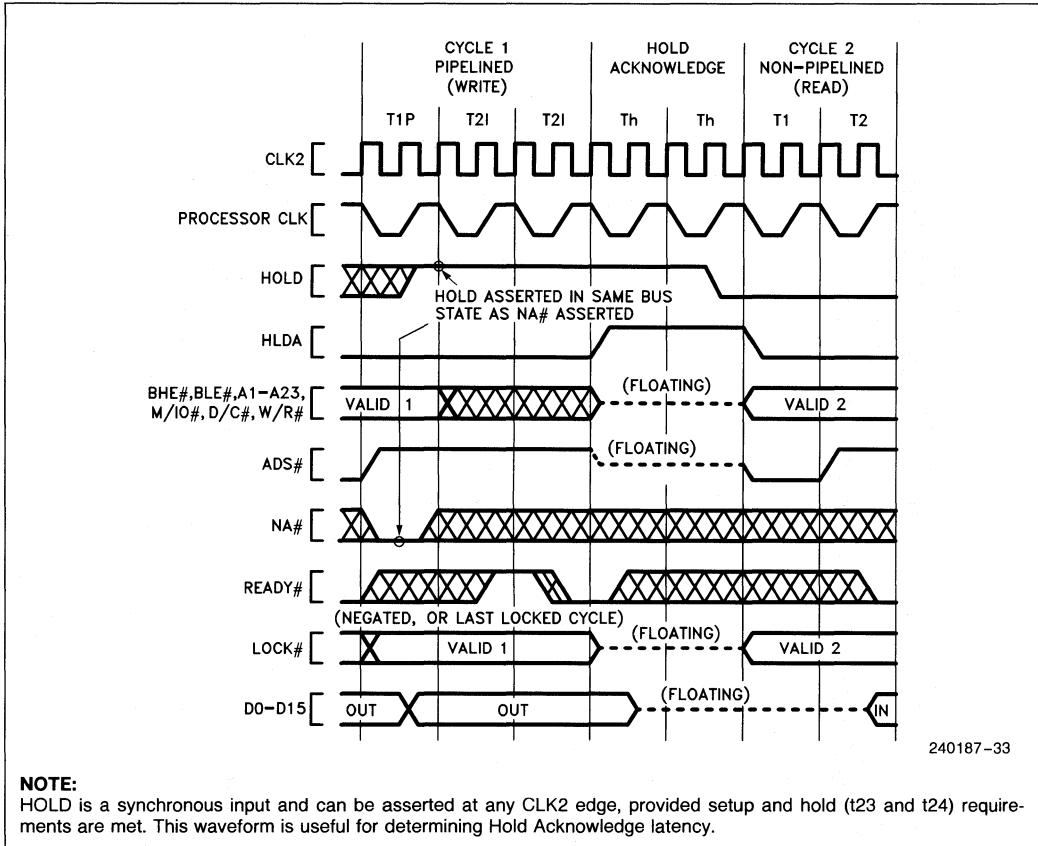 CYCLE 1
PIPELINED
(WRITE)
HOLD
ACKNOWLEDGE
CYCLE 2
NON-PIPELINED
(READ)
T1P T2I T2I Th Th T1 T2
CLK2
PROCESSOR CLK
HOLD
HOLD ASSERTED IN SAME BUS
STATE AS NA# ASSERTED
HLDA
BHE#,BLE#,A1-A23,
M/IO#,D/C#,W/R#
VALID 1
(FLOATING)
VALID 2
ADS#
(FLOATING)
NA#
READY#
(NEGATED, OR LAST LOCKED CYCLE)
LOCK#
VALID 1
(FLOATING)
VALID 2
D0-D15
OUT
OUT
(FLOATING)
IN
240187-33
NOTE:
HOLD is a synchronous input and can be asserted at any CLK2 edge, provided setup and hold (t23 and t24) require-
ments are met. This waveform is useful for determining Hold Acknowledge latency.